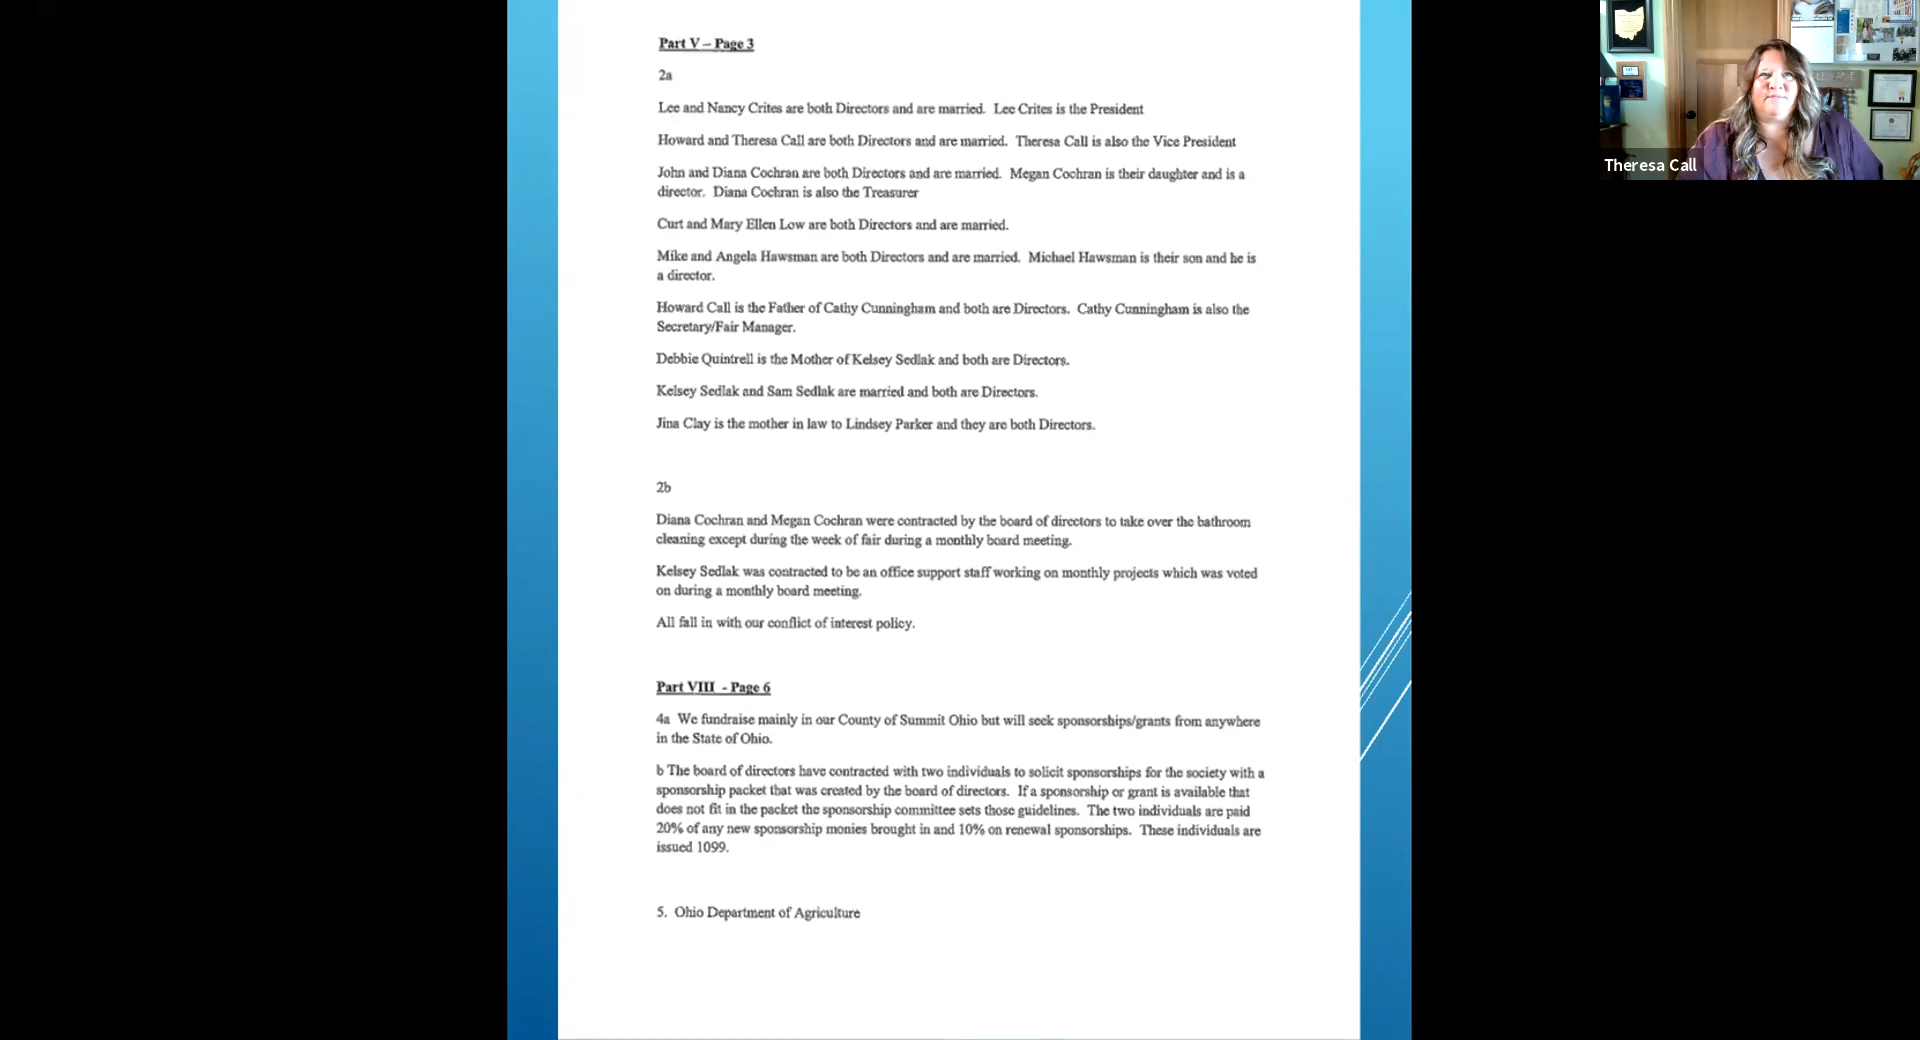 Part V – Page 3
2a
Lee and Nancy Crites are both Directors and are married. Lee Crites is the President
Howard and Theresa Call are both Directors and are married. Theresa Call is also the Vice President
John and Diana Cochran are both Directors and are married. Megan Cochran is their daughter and is a
director. Diana Cochran is also the Treasurer
Curt and Mary Ellen Low are both Directors and are married.
Mike and Angela Hawsman are both Directors and are married. Michael Hawsman is their son and he is
a director.
Howard Call is the Father of Cathy Cunningham and both are Directors. Cathy Cunningham is also the
Secretary/Fair Manager.
Debbie Quintrell is the Mother of Kelsey Sedlak and both are Directors.
Kelsey Sedlak and Sam Sedlak are married and both are Directors.
Jina Clay is the mother in law to Lindsey Parker and they are both Directors.
2b
Diana Cochran and Megan Cochran were contracted by the board of directors to take over the bathroom
cleaning except during the week of fair during a monthly board meeting.
Kelsey Sedlak was contracted to be an office support staff working on monthly projects which was voted
on during a monthly board meeting.
All fall in with our conflict of interest policy.
Part VIII - Page 6
4a We fundraise mainly in our County of Summit Ohio but will seek sponsorships/grants from anywhere
in the State of Ohio.
b The board of directors have contracted with two individuals to solicit sponsorships for the society with a
sponsorship packet that was created by the board of directors. If a sponsorship or grant is available that
does not fit in the packet the sponsorship committee sets those guidelines. The two individuals are paid
20% of any new sponsorship monies brought in and 10% on renewal sponsorships. These individuals are
issued 1099.
5. Ohio Department of Agriculture
Theresa Call